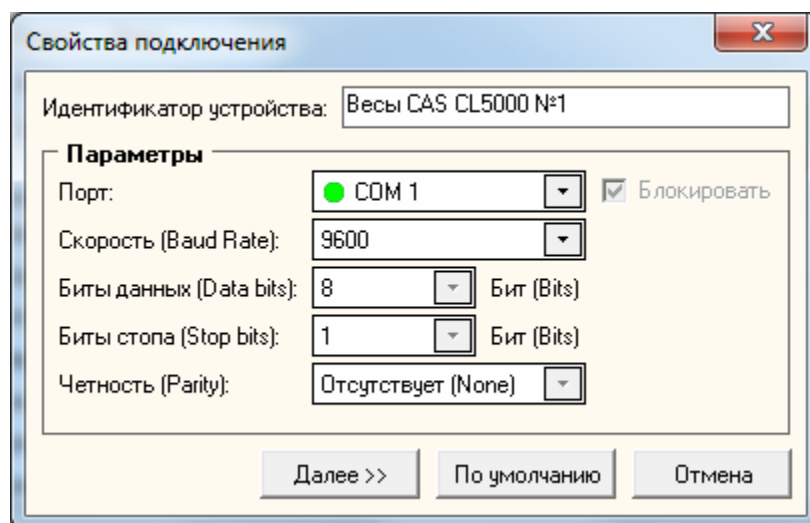 Свойства подключения
Идентификатор устройства: Весы CAS CL5000 №1
Параметры
Порт: COM 1 Блокировать
Скорость (Baud Rate): 9600
Биты данных (Data bits): 8 Бит (Bits)
Биты стопа (Stop bits): 1 Бит (Bits)
Четность (Parity): Отсутствует (None)
Далее >> По умолчанию Отмена